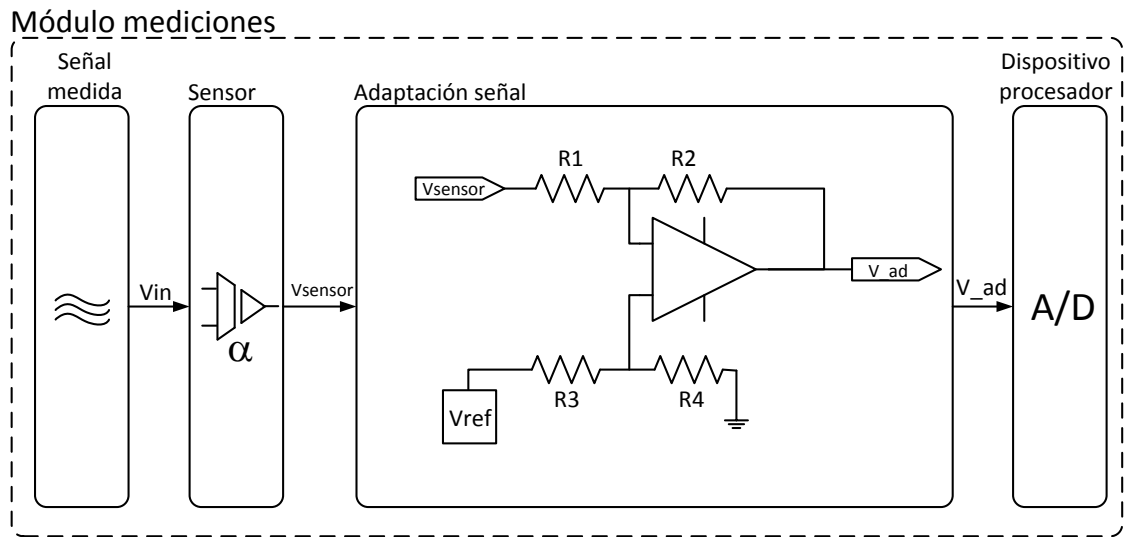 Módulo mediciones
Señal
medida
Sensor
Adaptación señal
Dispositivo
procesador
R1
R2
Vsensor
V_ad
Vin
Vsensor
α
V_ad
A/D
R3
R4
Vref